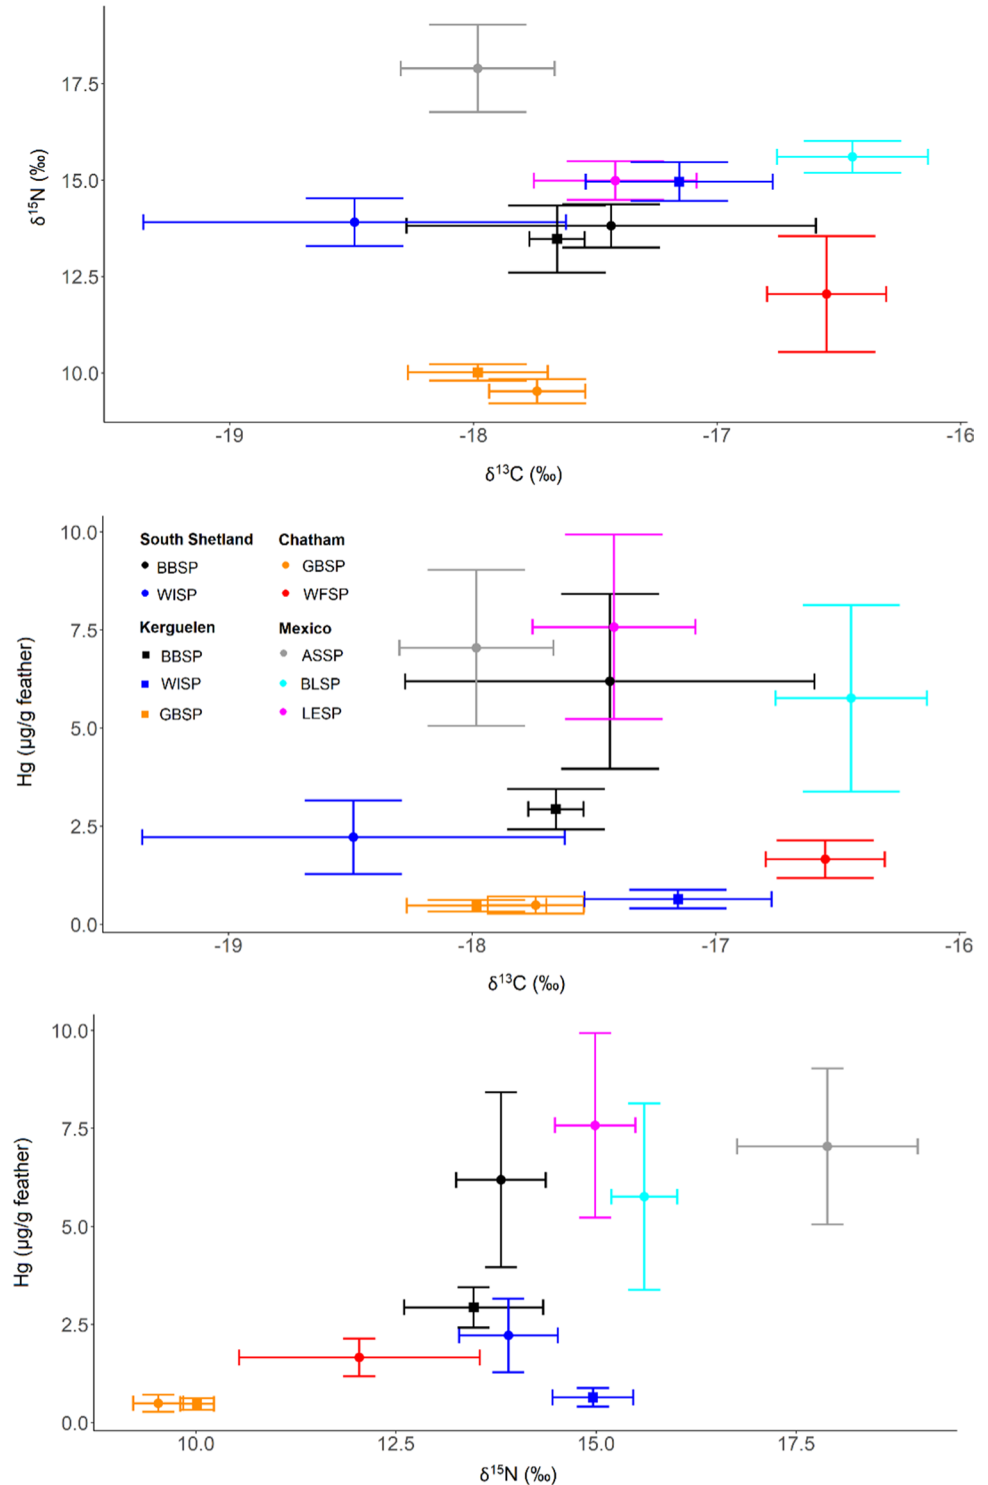 17.5
15.0
12.5
10.0
δ15N (‰)
-19 -18 -17 -16
δ13C (‰)
10.0
7.5
5.0
2.5
0.0
Hg (µg/g feather)
South Shetland Chatham
BBSP GBSP
WISP WFSP
Kerguelen Mexico
BBSP ASSP
WISP BLSP
GBSP LESP
-19 -18 -17 -16
δ13C (‰)
10.0
7.5
5.0
2.5
0.0
Hg (µg/g feather)
10.0 12.5 15.0 17.5
δ15N (‰)